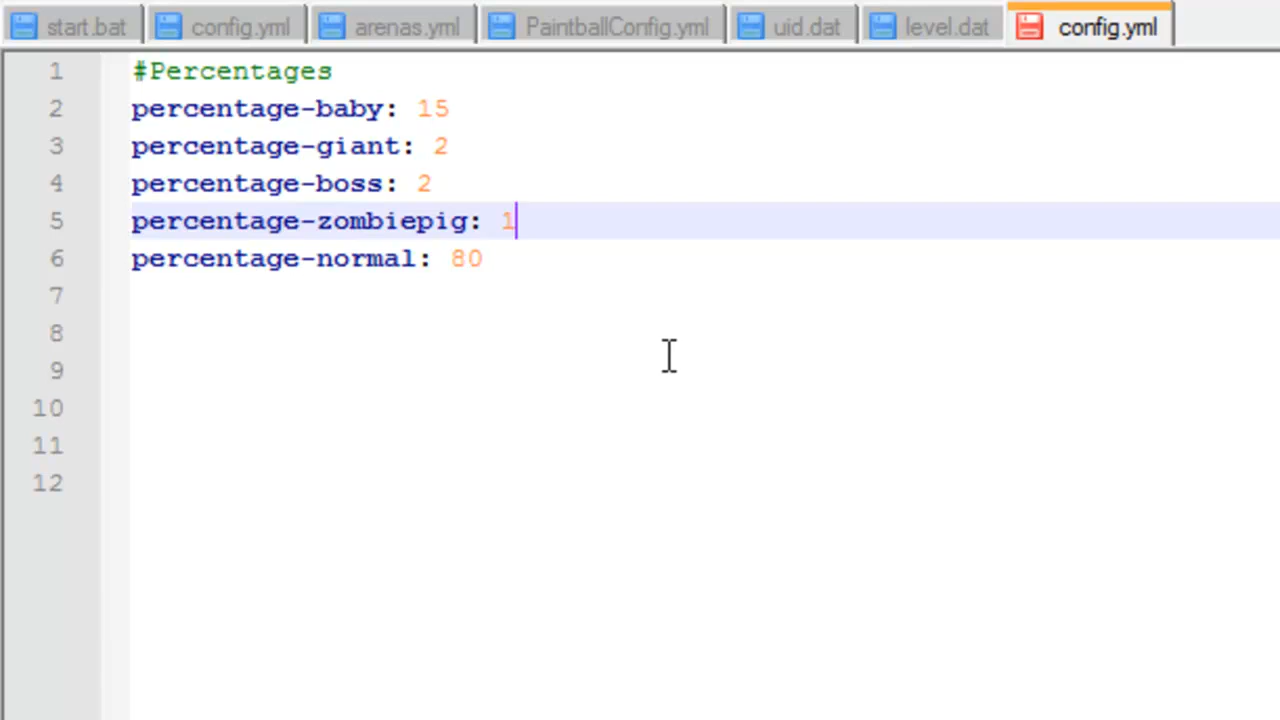 start.bat config.yml arenas.yml PaintballConfig.yml uid.dat level.dat config.yml
1 #Percentages
2 percentage-baby: 15
3 percentage-giant: 2
4 percentage-boss: 2
5 percentage-zombiepig: 1
6 percentage-normal: 80
7
8
9
10
11
12